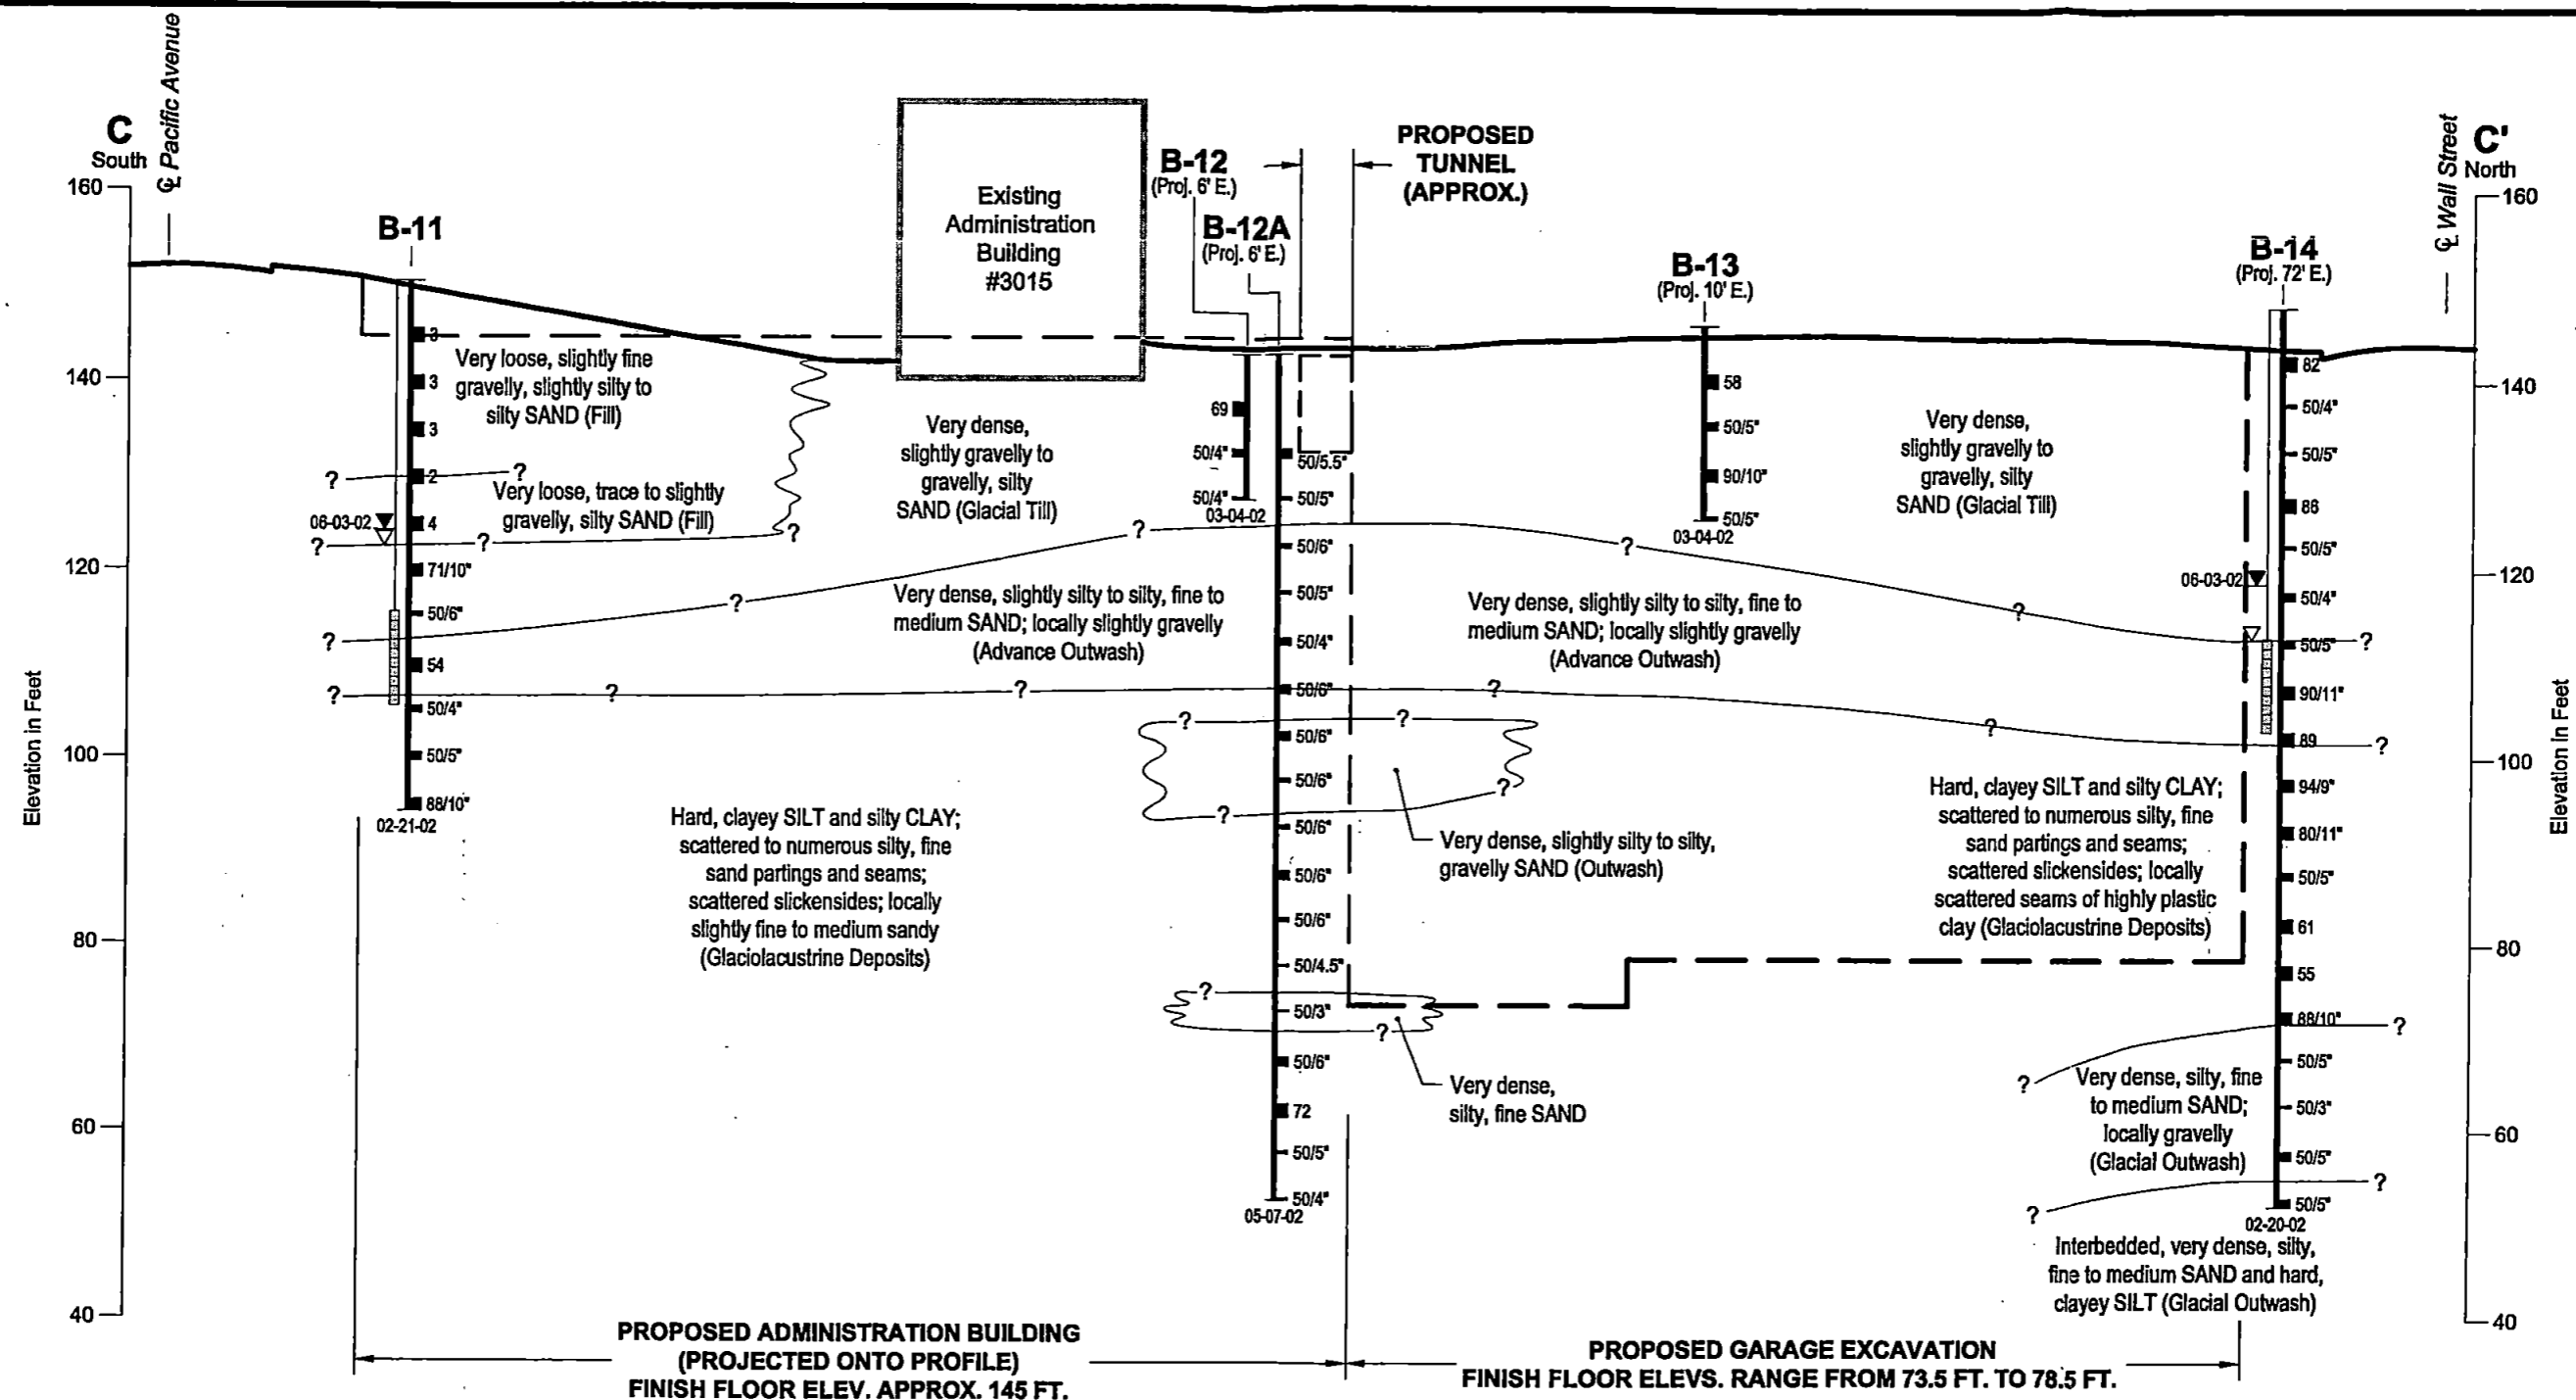 C
South
℄ Pacific Avenue
160
140
120
100
80
60
40
Elevation in Feet
B-11
3
3
3
2
4
71/10"
50/6"
54
50/4"
50/5"
88/10"
02-21-02
06-03-02
Very loose, slightly fine
gravelly, slightly silty to
silty SAND (Fill)
?
?
Very loose, trace to slightly
gravelly, silty SAND (Fill)
?
?
?
Existing
Administration
Building
#3015
Very dense,
slightly gravelly to
gravelly, silty
SAND (Glacial Till)
?
?
?
?
?
?
Very dense, slightly silty to silty, fine to
medium SAND; locally slightly gravelly
(Advance Outwash)
?
?
?
?
?
?
Hard, clayey SILT and silty CLAY;
scattered to numerous silty, fine
sand partings and seams;
scattered slickensides; locally
slightly fine to medium sandy
(Glaciolacustrine Deposits)
B-12
(Proj. 6' E.)
69
50/4"
50/4"
03-04-02
B-12A
(Proj. 6' E.)
50/5.5"
50/5"
50/6"
50/5"
50/4"
50/6"
50/6"
50/6"
50/6"
50/6"
50/6"
50/4.5"
50/3"
50/6"
72
50/5"
50/4"
05-07-02
PROPOSED
TUNNEL
(APPROX.)
B-13
(Proj. 10' E.)
58
50/5"
90/10"
50/5"
03-04-02
Very dense,
slightly gravelly to
gravelly, silty
SAND (Glacial Till)
Very dense, slightly silty to silty, fine to
medium SAND; locally slightly gravelly
(Advance Outwash)
?
?
?
?
Very dense, slightly silty to silty,
gravelly SAND (Outwash)
?
?
Very dense,
silty, fine SAND
Hard, clayey SILT and silty CLAY;
scattered to numerous silty, fine
sand partings and seams;
scattered slickensides; locally
scattered seams of highly plastic
clay (Glaciolacustrine Deposits)
B-14
(Proj. 72' E.)
82
50/4"
50/5"
86
50/5"
50/4"
50/5"
90/11"
89
94/9"
80/11"
50/5"
61
55
88/10"
50/5"
50/3"
50/5"
50/5"
02-20-02
06-03-02
?
?
Very dense, silty, fine
to medium SAND;
locally gravelly
(Glacial Outwash)
?
?
Interbedded, very dense, silty,
fine to medium SAND and hard,
clayey SILT (Glacial Outwash)
℄ Wall Street
C'
North
160
140
120
100
80
60
40
Elevation in Feet
PROPOSED ADMINISTRATION BUILDING
(PROJECTED ONTO PROFILE)
FINISH FLOOR ELEV. APPROX. 145 FT.
PROPOSED GARAGE EXCAVATION
FINISH FLOOR ELEVS. RANGE FROM 73.5 FT. TO 78.5 FT.